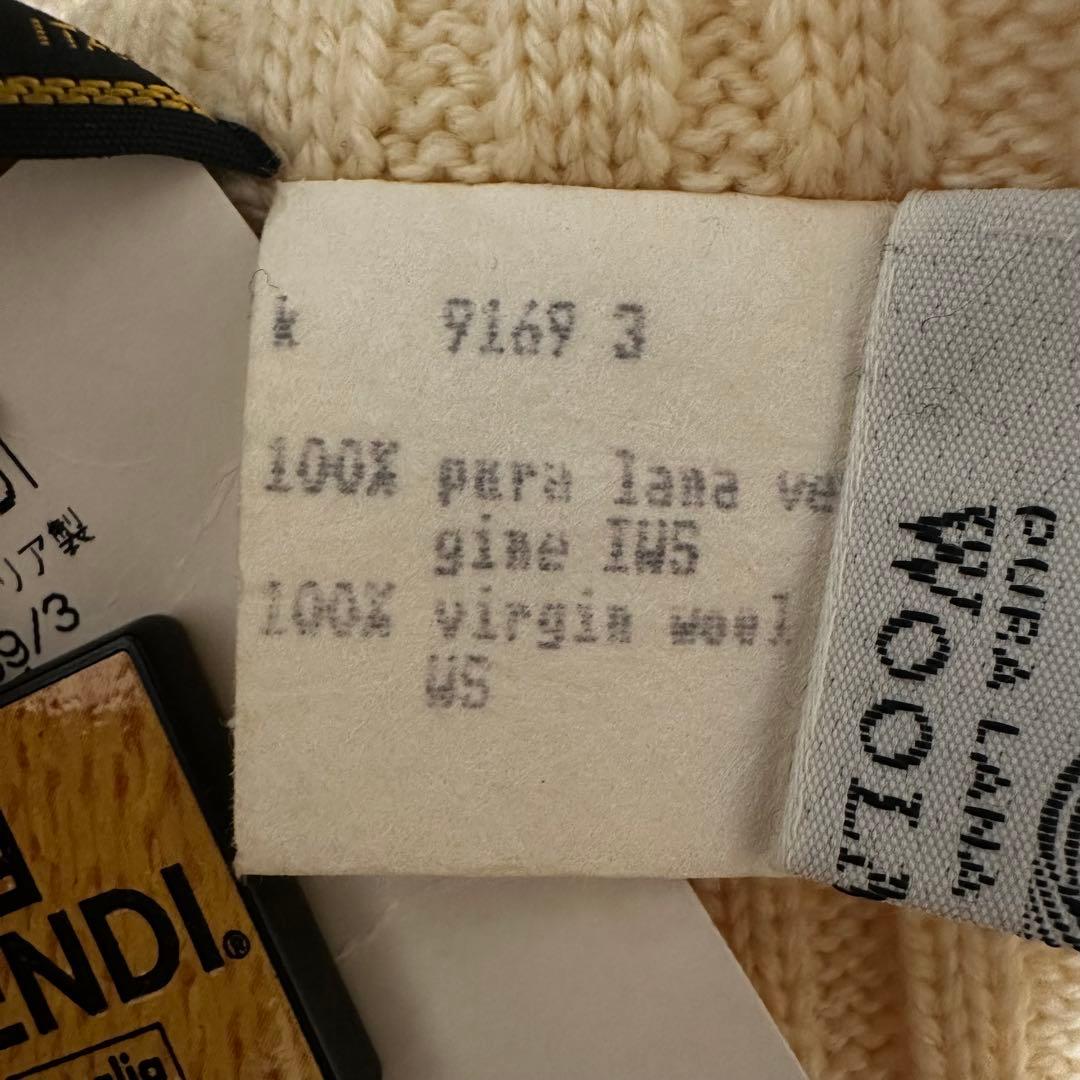 k 9169 3
100% pura lana ve
gine IWS
100% virgin wool
WS
WOOL
PURA LANA
リア製
69/3
ENDI®